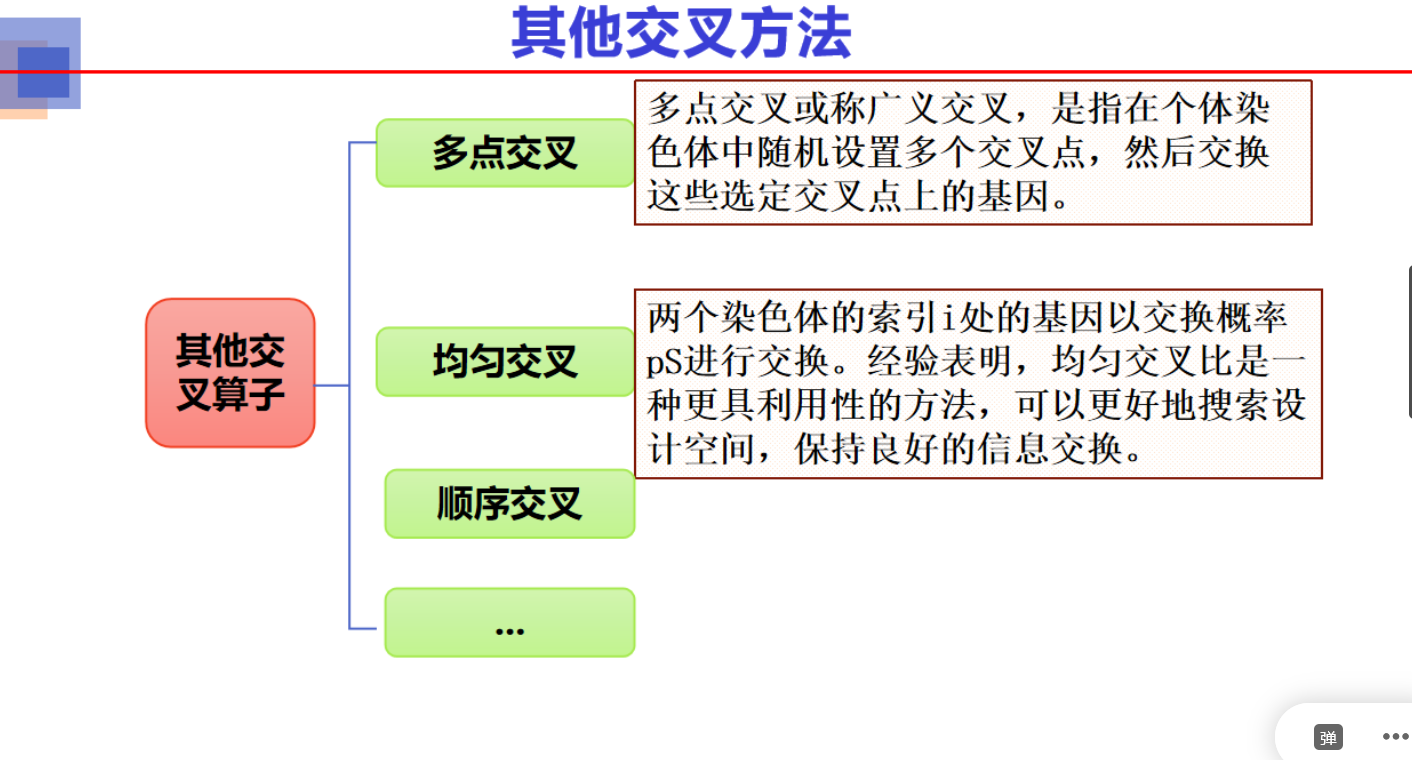 其他交叉方法
多点交叉
多点交叉或称广义交叉，是指在个体染
色体中随机设置多个交叉点，然后交换
这些选定交叉点上的基因。
其他交
叉算子
均匀交叉
两个染色体的索引i处的基因以交换概率
pS进行交换。经验表明，均匀交叉比是一
种更具利用性的方法，可以更好地搜索设
计空间，保持良好的信息交换。
顺序交叉
...
弹